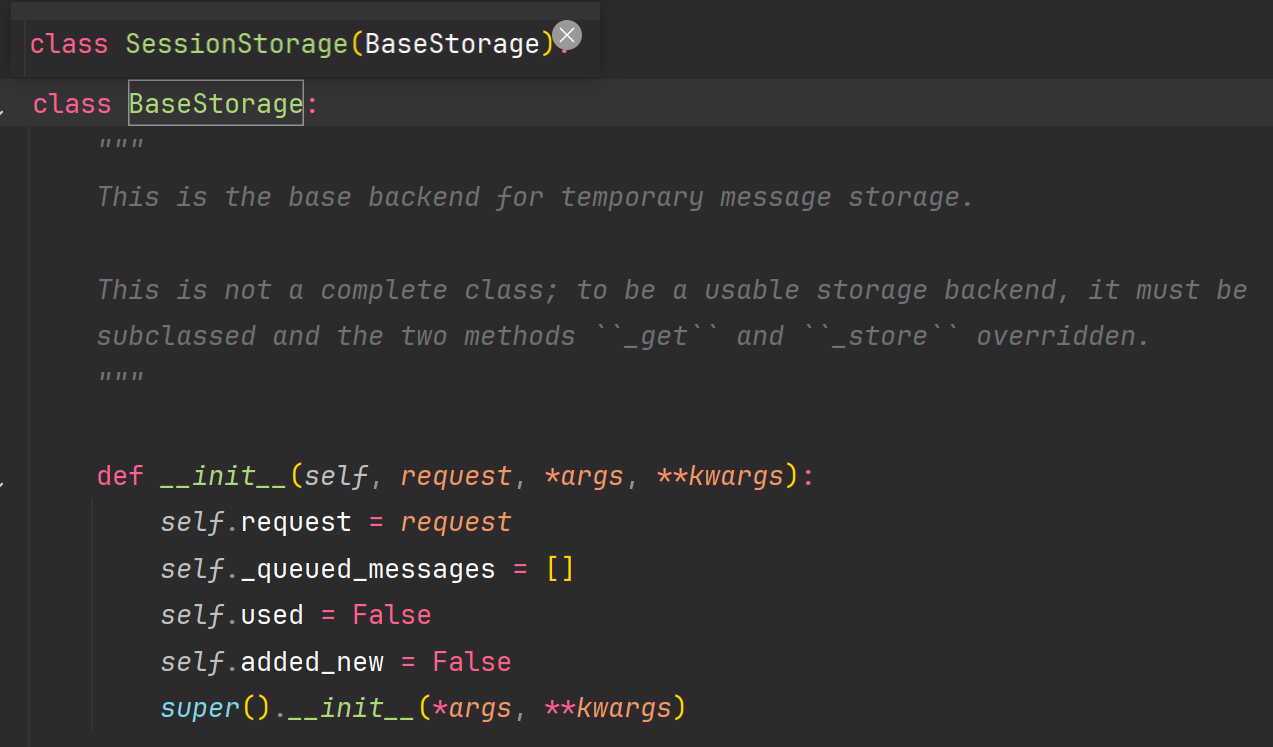 class SessionStorage(BaseStorage):
class BaseStorage:
"""
This is the base backend for temporary message storage.
This is not a complete class; to be a usable storage backend, it must be
subclassed and the two methods ``_get`` and ``_store`` overridden.
"""
def __init__(self, request, *args, **kwargs):
self.request = request
self._queued_messages = []
self.used = False
self.added_new = False
super().__init__(*args, **kwargs)